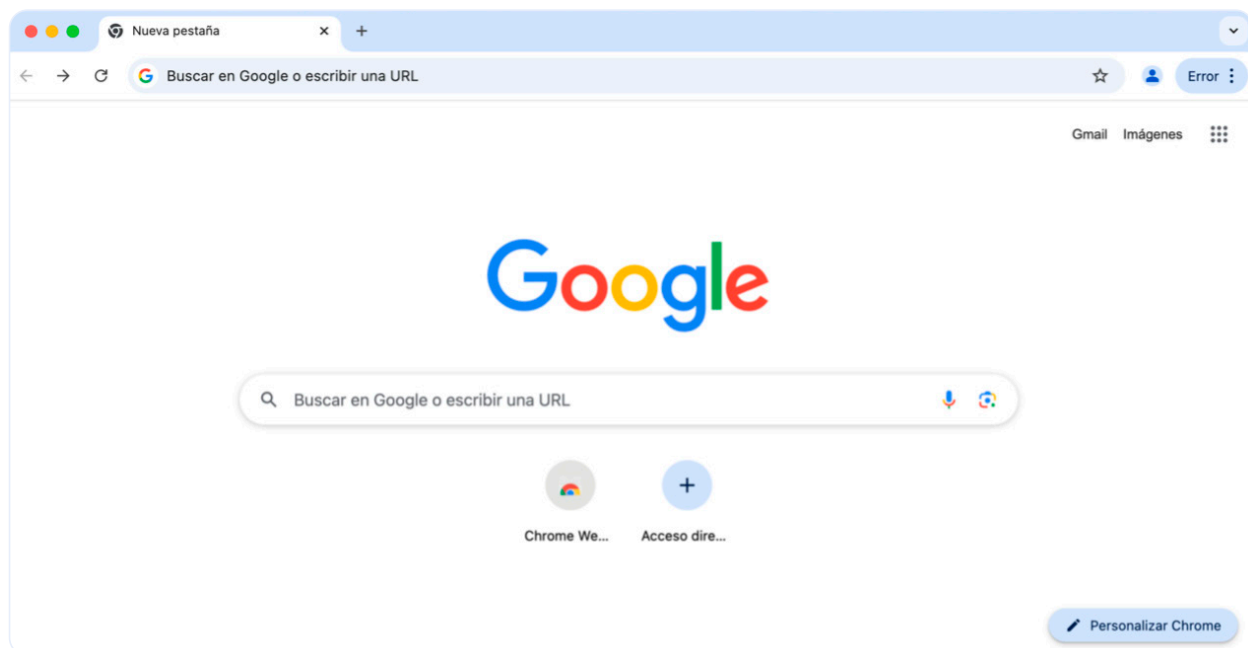 Nueva pestaña
Buscar en Google o escribir una URL
Error
Gmail Imágenes
Google
Buscar en Google o escribir una URL
Chrome We... Acceso dire...
Personalizar Chrome